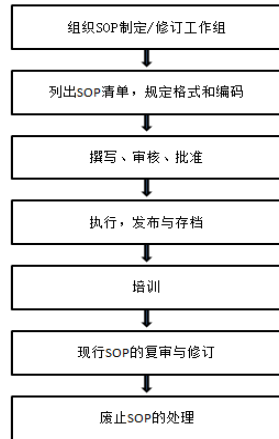 组织SOP制定/修订工作组
列出SOP清单，规定格式和编码
撰写、审核、批准
执行，发布与存档
培训
现行SOP的复审与修订
废止SOP的处理